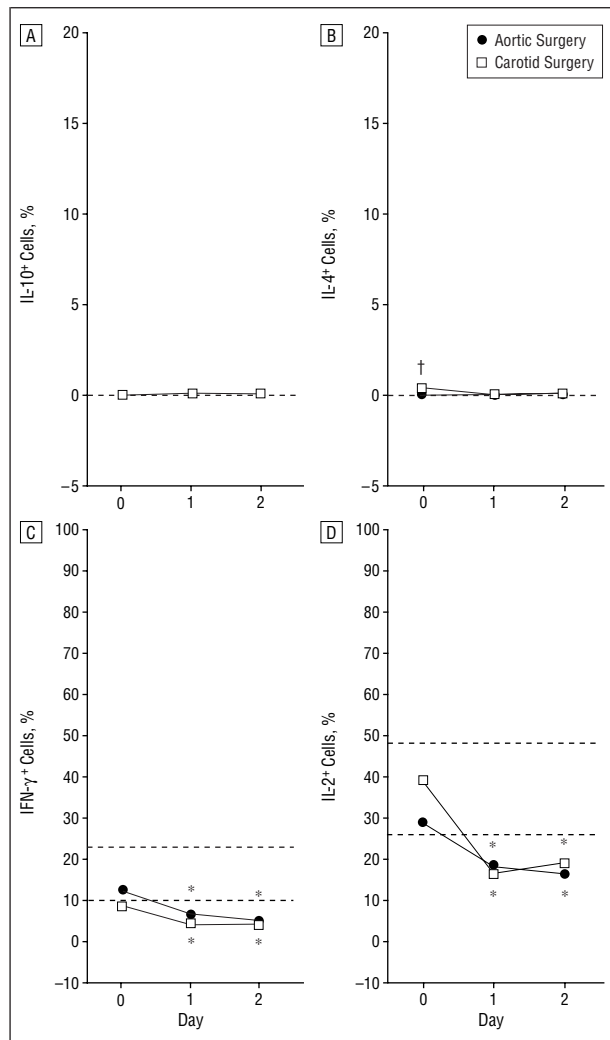 A
20
15
10
5
0
−5
IL-10+ Cells, %
0 1 2
B
Aortic Surgery
Carotid Surgery
20
15
10
5
0
−5
IL-4+ Cells, %
†
0 1 2
C
100
90
80
70
60
50
40
30
20
10
0
−10
IFN-γ+ Cells, %
* *
* *
0 1 2
Day
D
100
90
80
70
60
50
40
30
20
10
0
−10
IL-2+ Cells, %
* *
* *
0 1 2
Day